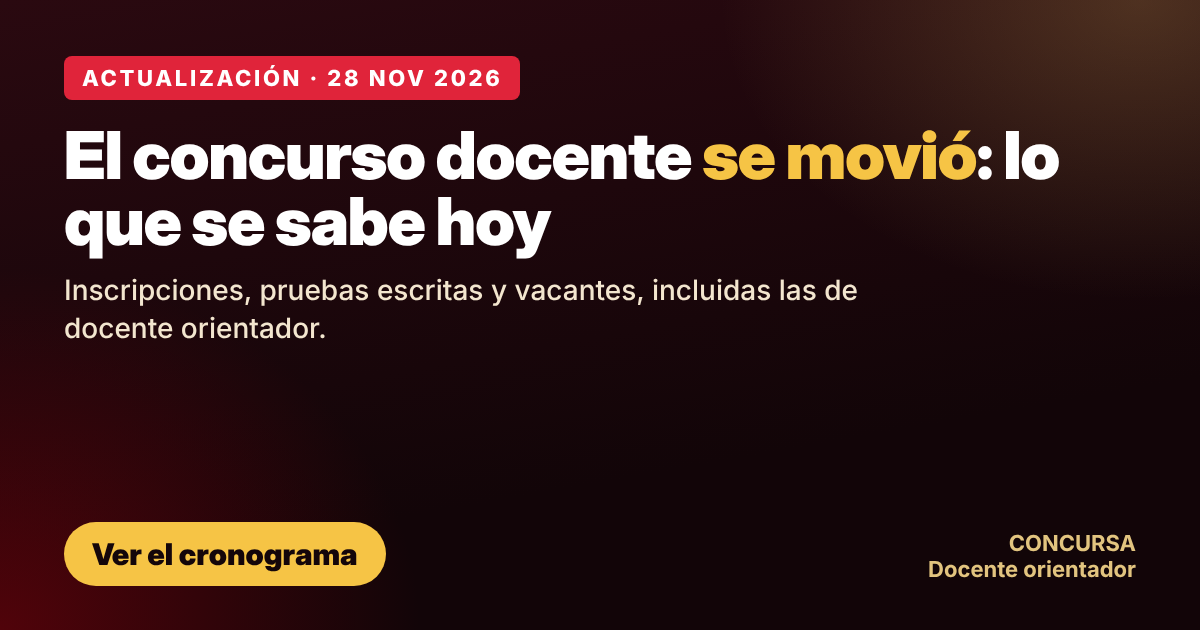 ACTUALIZACIÓN · 28 NOV 2026
El concurso docente se movió: lo
que se sabe hoy
Inscripciones, pruebas escritas y vacantes, incluidas las de
docente orientador.
Ver el cronograma
CONCURSA
Docente orientador